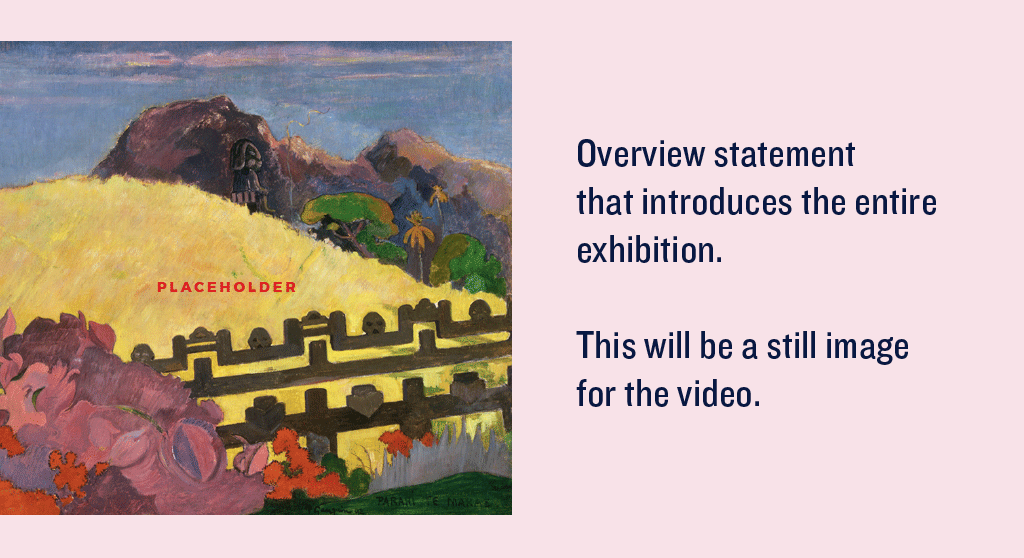 PLACEHOLDER
PARAHI TE MARAE
Overview statement
that introduces the entire
exhibition.
This will be a still image
for the video.